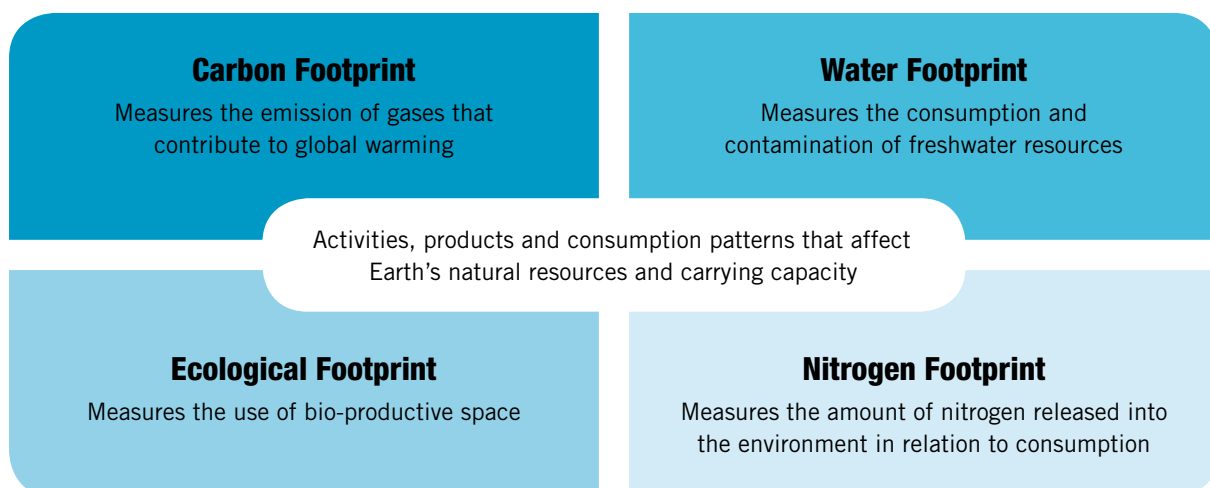 Carbon Footprint
Measures the emission of gases that
contribute to global warming
Water Footprint
Measures the consumption and
contamination of freshwater resources
Activities, products and consumption patterns that affect
Earth’s natural resources and carrying capacity
Ecological Footprint
Measures the use of bio-productive space
Nitrogen Footprint
Measures the amount of nitrogen released into
the environment in relation to consumption